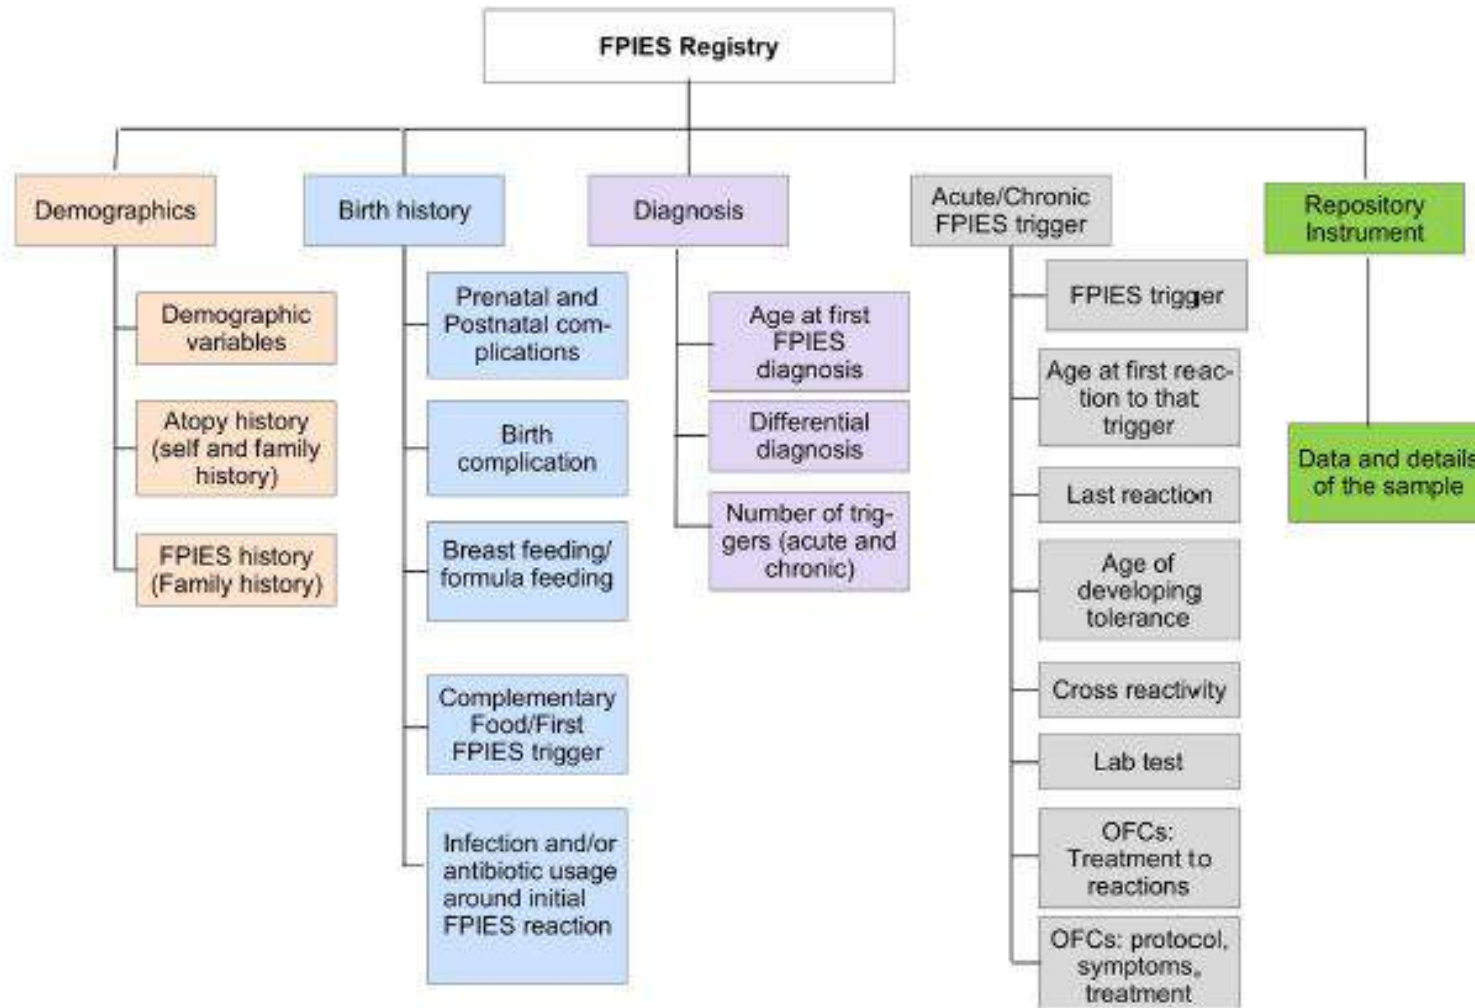 FPIES Registry
Demographics
Demographic
variables
Atopy history
(self and family
history)
FPIES history
(Family history)
Birth history
Prenatal and
Postnatal com-
plications
Birth
complication
Breast feeding/
formula feeding
Complementary
Food/First
FPIES trigger
Infection and/or
antibiotic usage
around initial
FPIES reaction
Diagnosis
Age at first
FPIES
diagnosis
Differential
diagnosis
Number of trig-
gers (acute and
chronic)
Acute/Chronic
FPIES trigger
FPIES trigger
Age at first reac-
tion to that
trigger
Last reaction
Age of
developing
tolerance
Cross reactivity
Lab test
OFCs:
Treatment to
reactions
OFCs: protocol,
symptoms,
treatment
Repository
Instrument
Data and details
of the sample